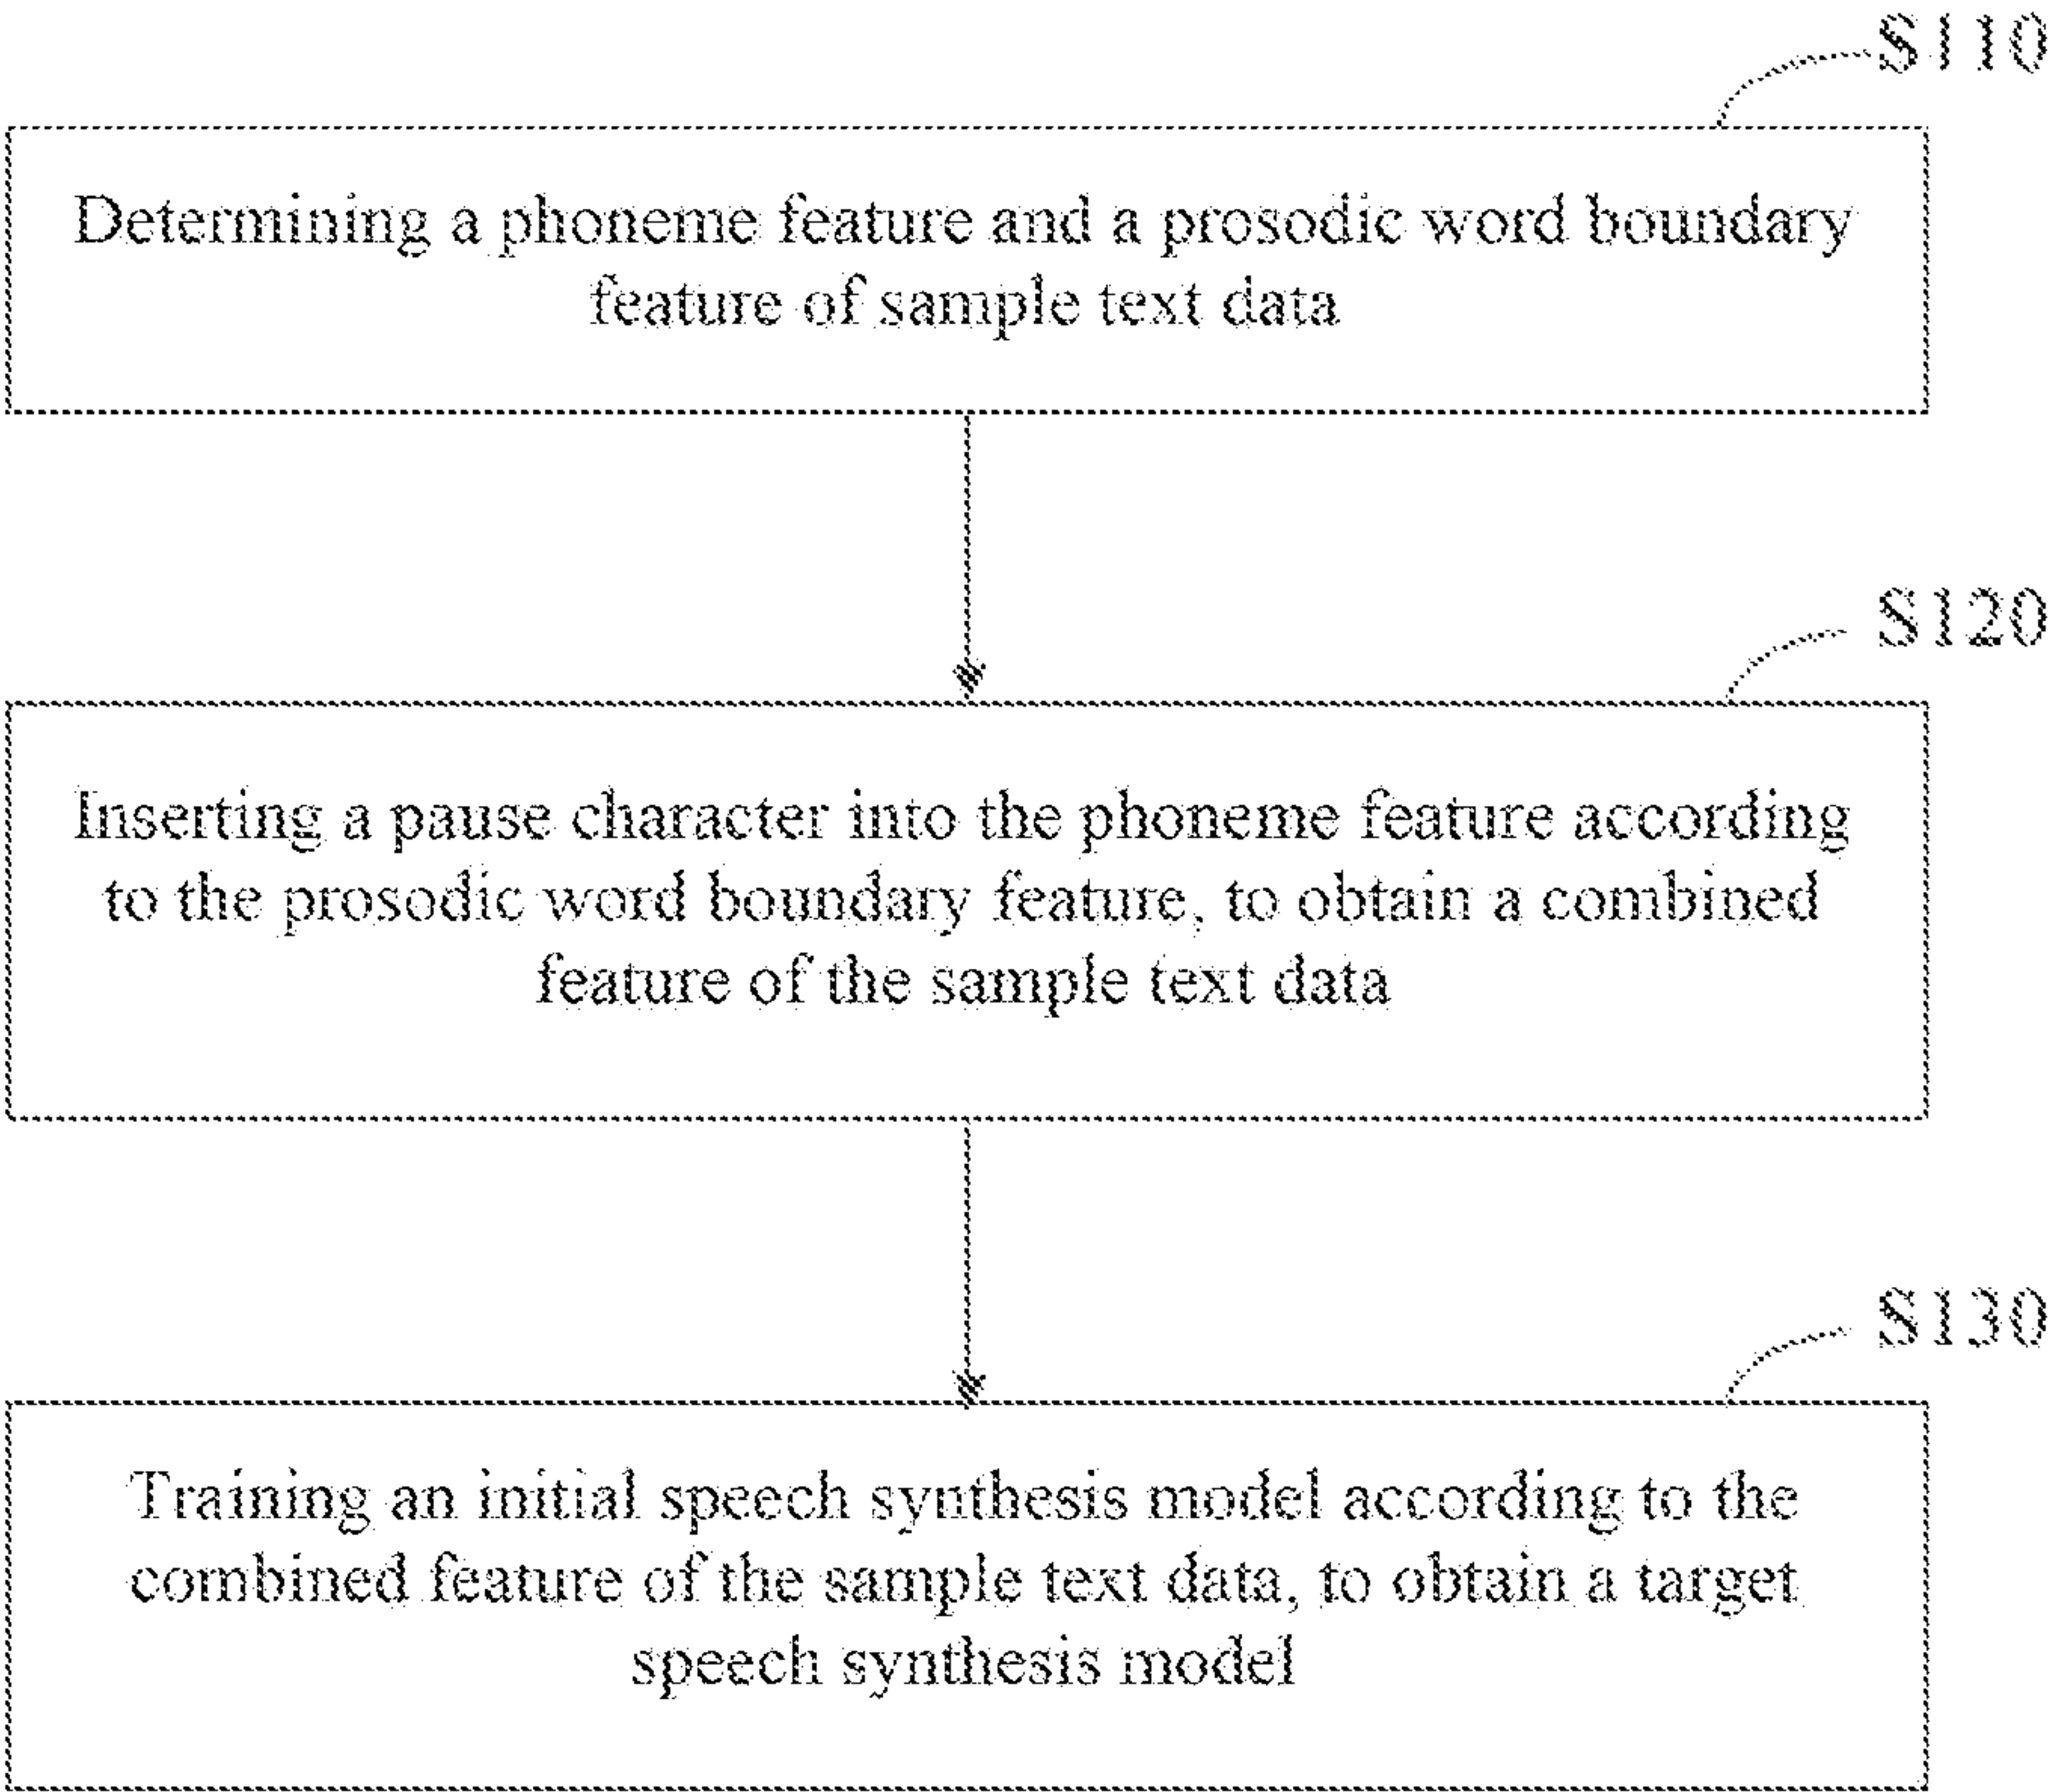 S110
Determining a phoneme feature and a prosodic word boundary
feature of sample text data
S120
Inserting a pause character into the phoneme feature according
to the prosodic word boundary feature, to obtain a combined
feature of the sample text data
S130
Training an initial speech synthesis model according to the
combined feature of the sample text data, to obtain a target
speech synthesis model